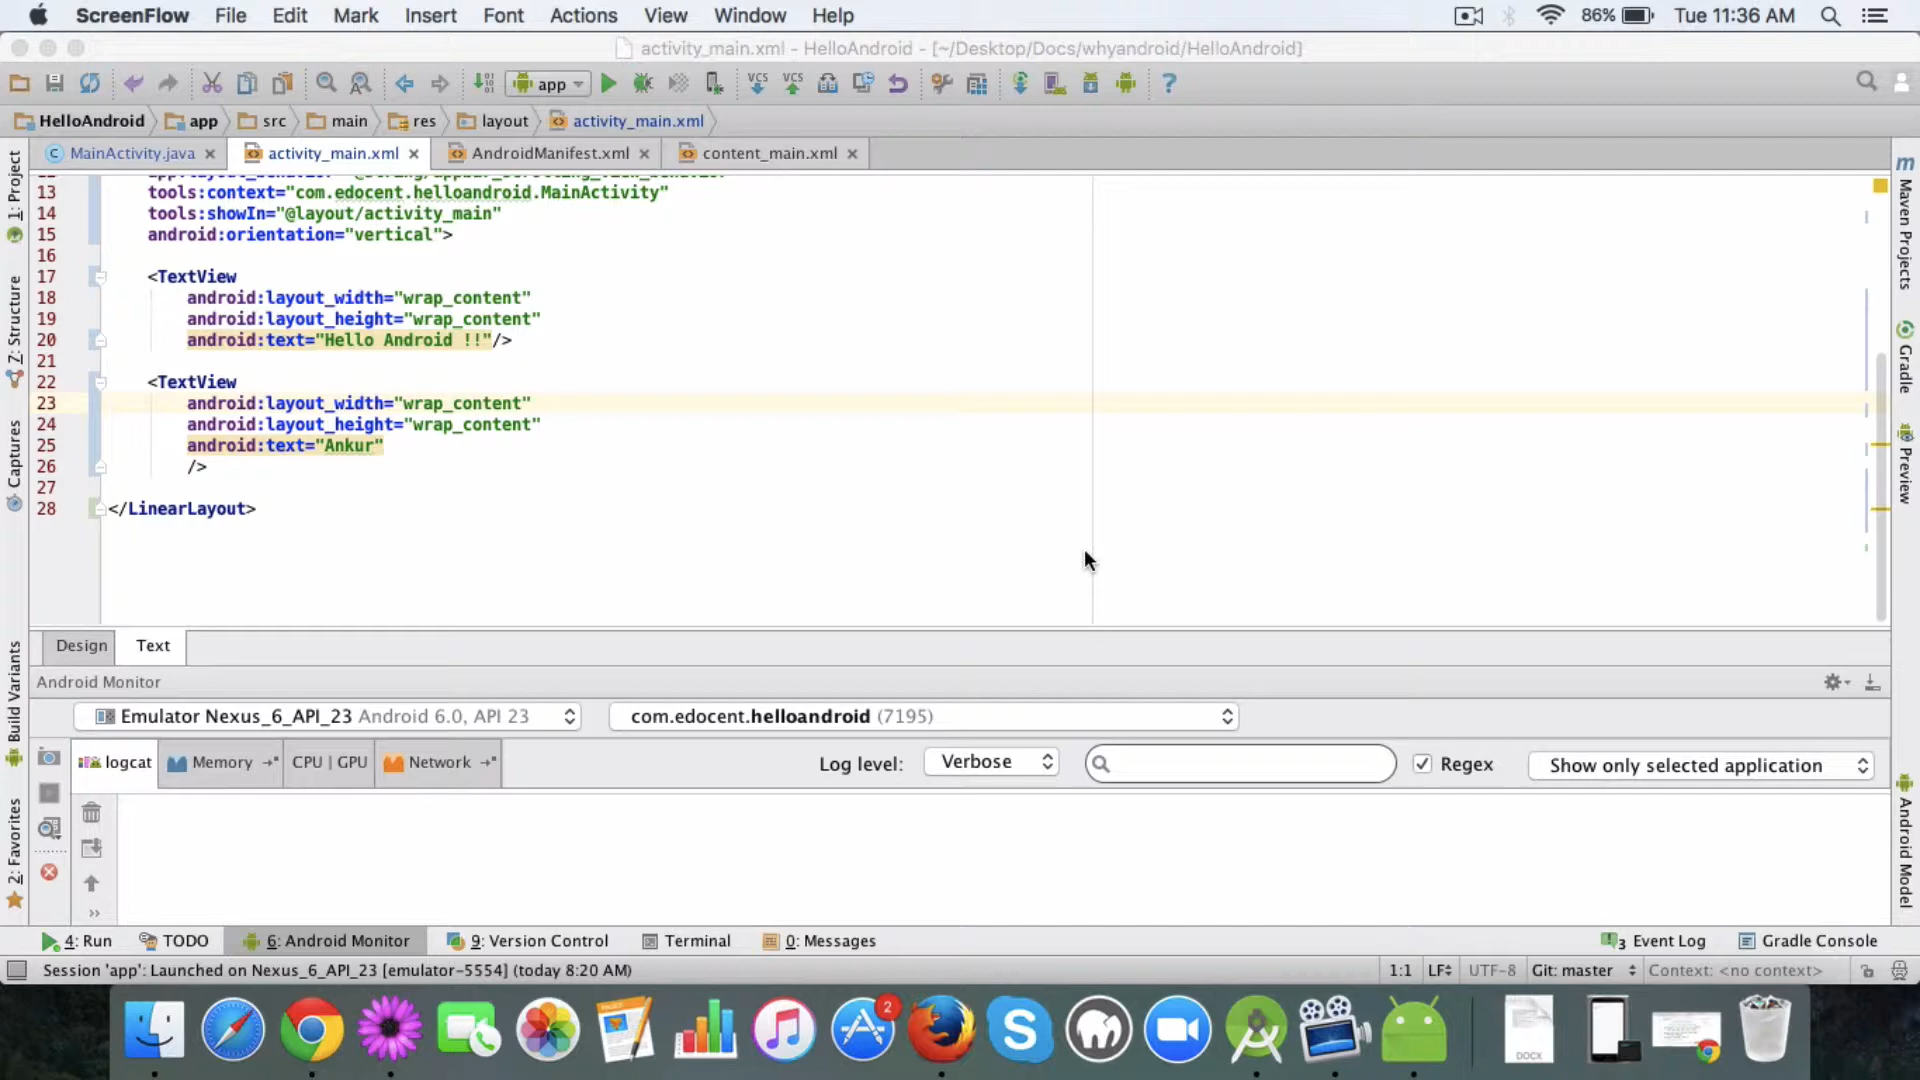 ScreenFlow File Edit Mark Insert Font Actions View Window Help 86% Tue 11:36 AM
activity_main.xml - HelloAndroid - [~/Desktop/Docs/whyandroid/HelloAndroid]
app VCS VCS ?
HelloAndroid app src main res layout activity_main.xml
MainActivity.java activity_main.xml AndroidManifest.xml content_main.xml
13 tools:context="com.edocent.helloandroid.MainActivity"
14 tools:showIn="@layout/activity_main"
15 android:orientation="vertical">
16
17 <TextView
18 android:layout_width="wrap_content"
19 android:layout_height="wrap_content"
20 android:text="Hello Android !!"/>
21
22 <TextView
23 android:layout_width="wrap_content"
24 android:layout_height="wrap_content"
25 android:text="Ankur"
26 />
27
28 </LinearLayout>
1: Project
7: Structure
Captures
Build Variants
2: Favorites
Maven Projects
Gradle
Preview
Android Model
Design Text
Android Monitor
Emulator Nexus_6_API_23 Android 6.0, API 23 com.edocent.helloandroid (7195)
logcat Memory CPU | GPU Network Log level: Verbose Regex Show only selected application
4: Run TODO 6: Android Monitor 9: Version Control Terminal 0: Messages 3 Event Log Gradle Console
Session 'app': Launched on Nexus_6_API_23 [emulator-5554] (today 8:20 AM) 1:1 LF UTF-8 Git: master Context: <no context>
2
DOCX